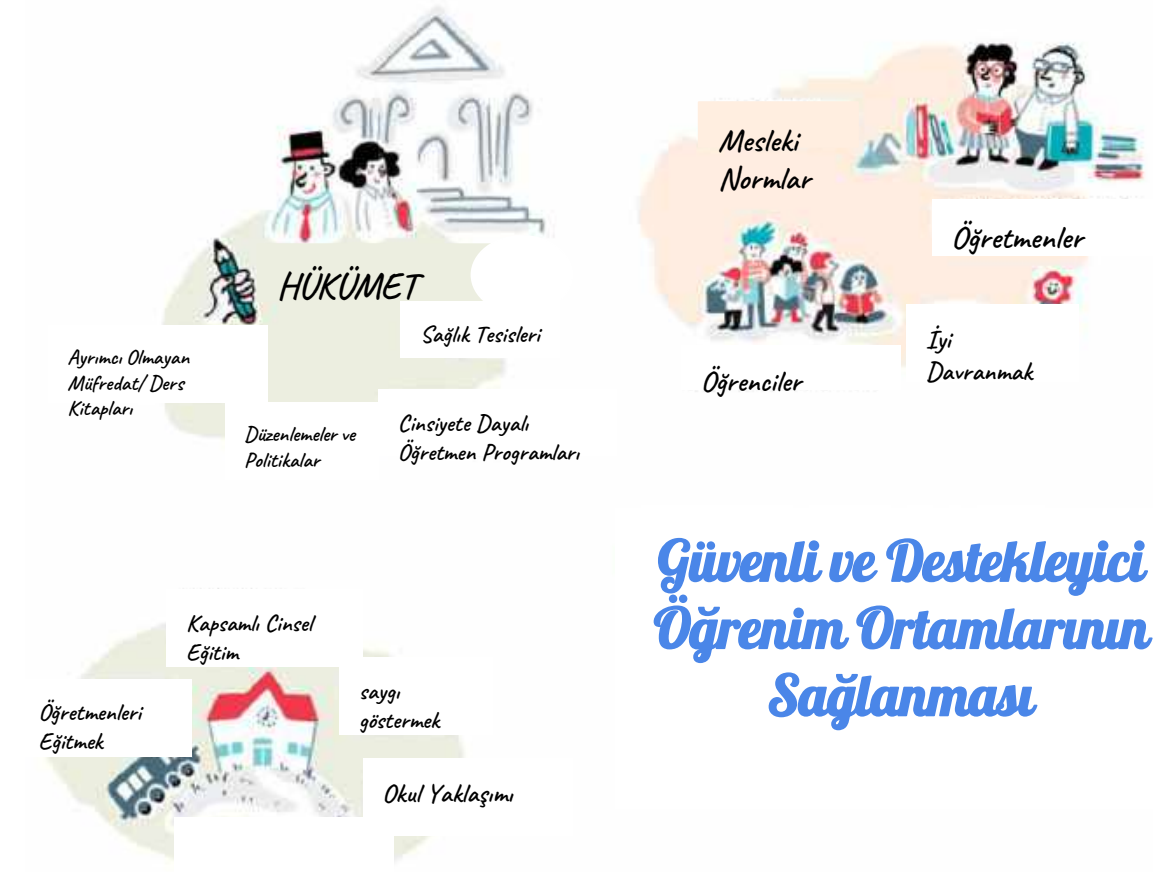 HÜKÜMET
Sağlık Tesisleri
Ayrımcı Olmayan
Müfredat/ Ders
Kitapları
Düzenlemeler ve
Politikalar
Cinsiyete Dayalı
Öğretmen Programları
Mesleki
Normlar
Öğretmenler
Öğrenciler
İyi
Davranmak
Güvenli ve Destekleyici
Öğrenim Ortamlarının
Sağlanması
Kapsamlı Cinsel
Eğitim
Öğretmenleri
Eğitmek
saygı
göstermek
Okul Yaklaşımı